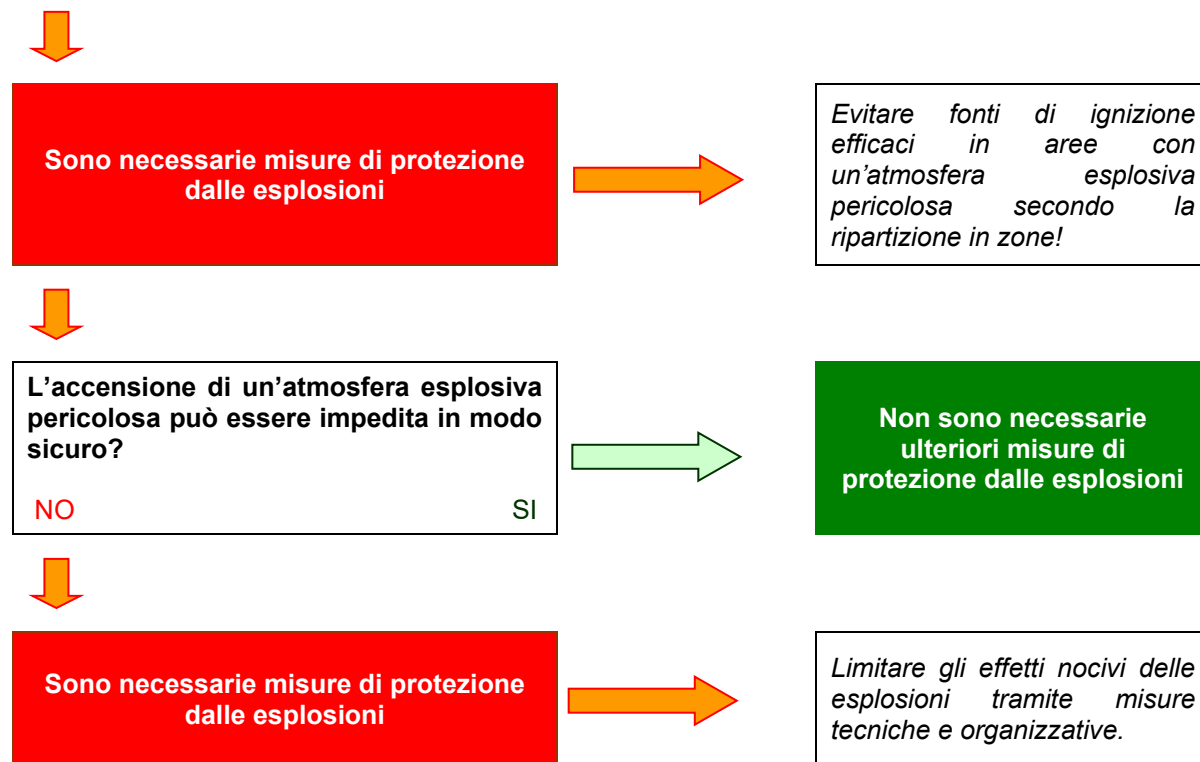 Sono necessarie misure di protezione
dalle esplosioni
Evitare fonti di ignizione
efficaci in aree con
un'atmosfera esplosiva
pericolosa secondo la
ripartizione in zone!
L'accensione di un'atmosfera esplosiva
pericolosa può essere impedita in modo
sicuro?
NO SI
Non sono necessarie
ulteriori misure di
protezione dalle esplosioni
Sono necessarie misure di protezione
dalle esplosioni
Limitare gli effetti nocivi delle
esplosioni tramite misure
tecniche e organizzative.